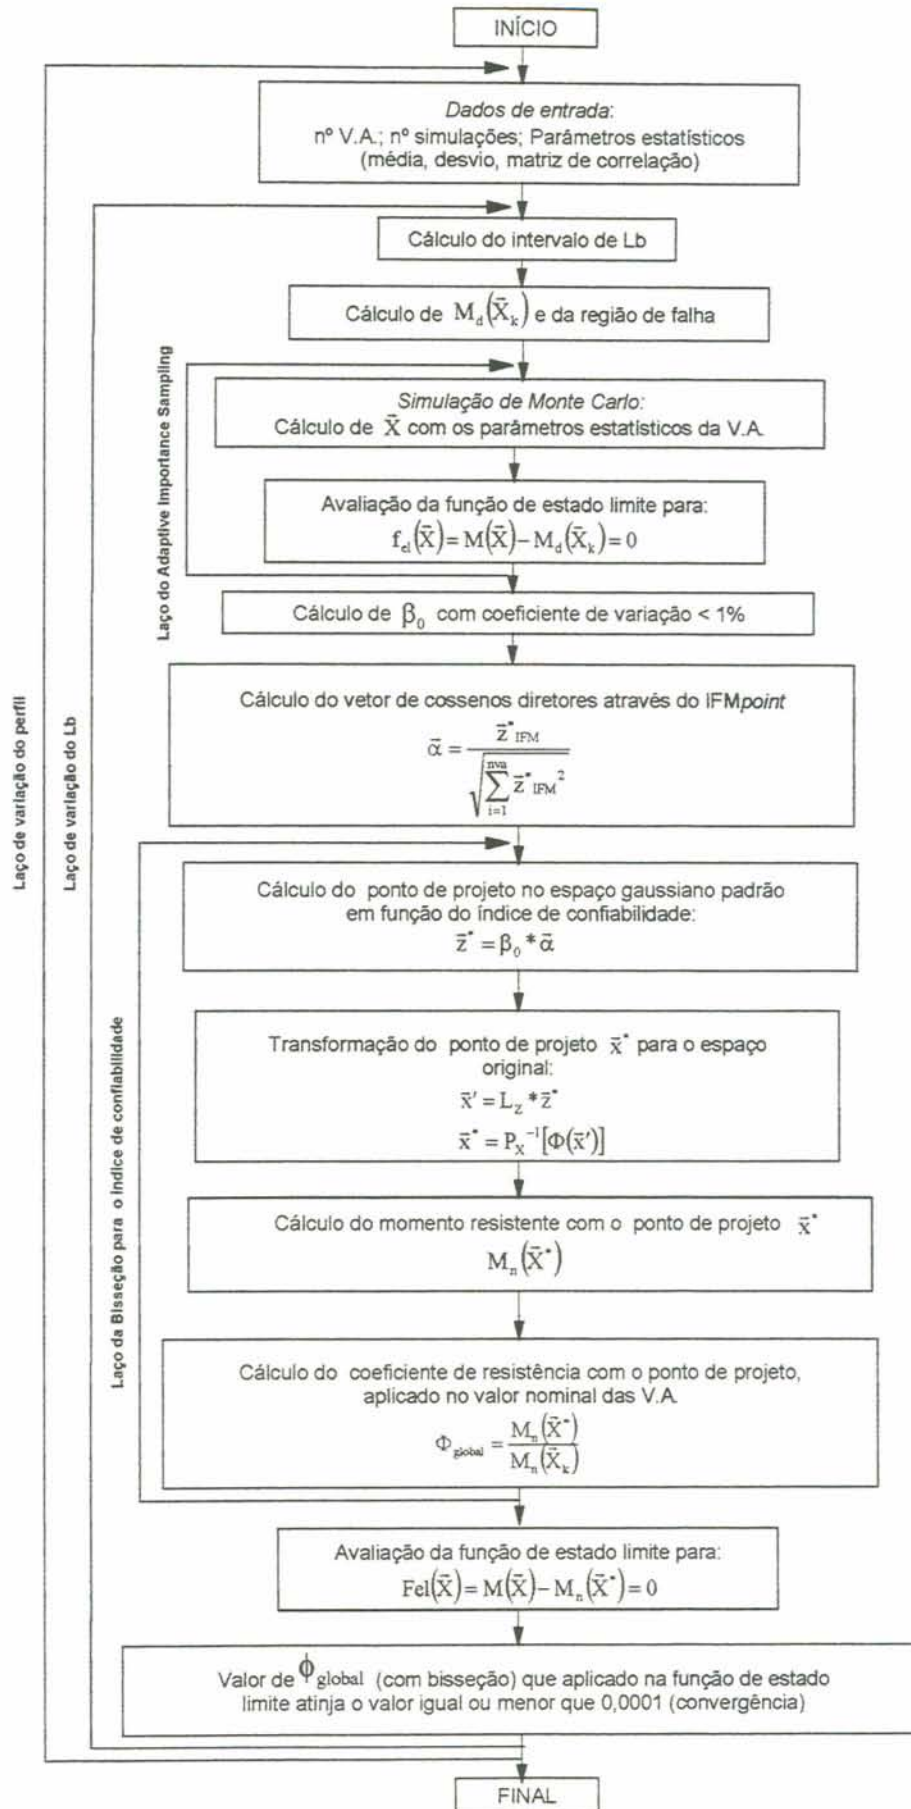 INÍCIO
Dados de entrada:
nº V.A.; nº simulações; Parâmetros estatísticos
(média, desvio, matriz de correlação)
Cálculo do intervalo de Lb
Cálculo de M_d(X̄_k) e da região de falha
Simulação de Monte Carlo:
Cálculo de X̄ com os parâmetros estatísticos da V.A.
Avaliação da função de estado limite para:
f_el(X̄) = M(X̄) − M_d(X̄_k) = 0
Cálculo de β₀ com coeficiente de variação < 1%
Cálculo do vetor de cossenos diretores através do IFMpoint
ᾱ = z̄*_IFM / √(∑_{i=1}^{nva} z̄*_IFM²)
Cálculo do ponto de projeto no espaço gaussiano padrão
em função do índice de confiabilidade:
z̄* = β₀ * ᾱ
Transformação do ponto de projeto x̄* para o espaço
original:
x̄′ = L_Z * z̄*
x̄* = P_X⁻¹[Φ(x̄′)]
Cálculo do momento resistente com o ponto de projeto x̄*
M_n(X̄*)
Cálculo do coeficiente de resistência com o ponto de projeto,
aplicado no valor nominal das V.A.
Φ_global = M_n(X̄*) / M_n(X̄_k)
Avaliação da função de estado limite para:
Fel(X̄) = M(X̄) − M_n(X̄*) = 0
Valor de ϕ_global (com bisseção) que aplicado na função de estado
limite atinja o valor igual ou menor que 0,0001 (convergência)
FINAL
Laço de variação do perfil
Laço de variação do Lb
Laço do Adaptive Importance Sampling
Laço da Bisseção para o índice de confiabilidade